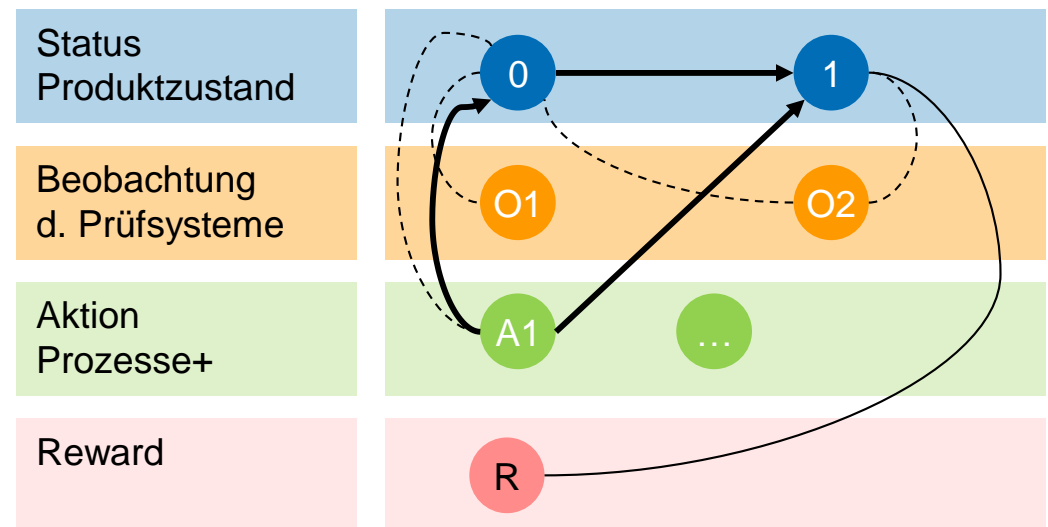 Status
Produktzustand
0
1
Beobachtung
d. Prüfsysteme
O1
O2
Aktion
Prozesse+
A1
...
Reward
R